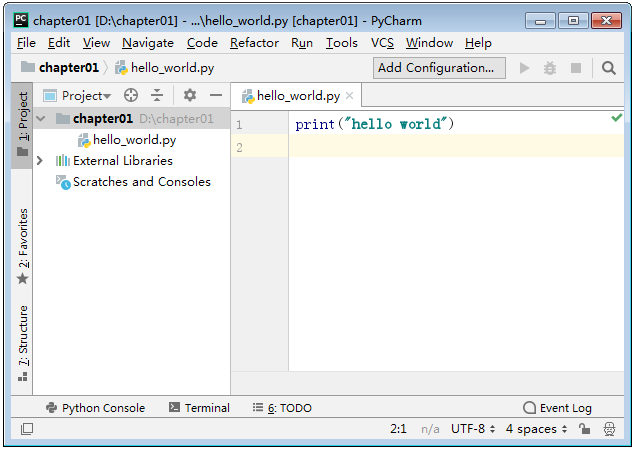 PC chapter01 [D:\chapter01] - ...\hello_world.py [chapter01] - PyCharm
File Edit View Navigate Code Refactor Run Tools VCS Window Help
chapter01 hello_world.py Add Configuration...
1: Project
Project
hello_world.py
chapter01 D:\chapter01
hello_world.py
External Libraries
Scratches and Consoles
1 print("hello world")
2
2: Favorites
7: Structure
Python Console Terminal 6: TODO Event Log
2:1 n/a UTF-8 4 spaces